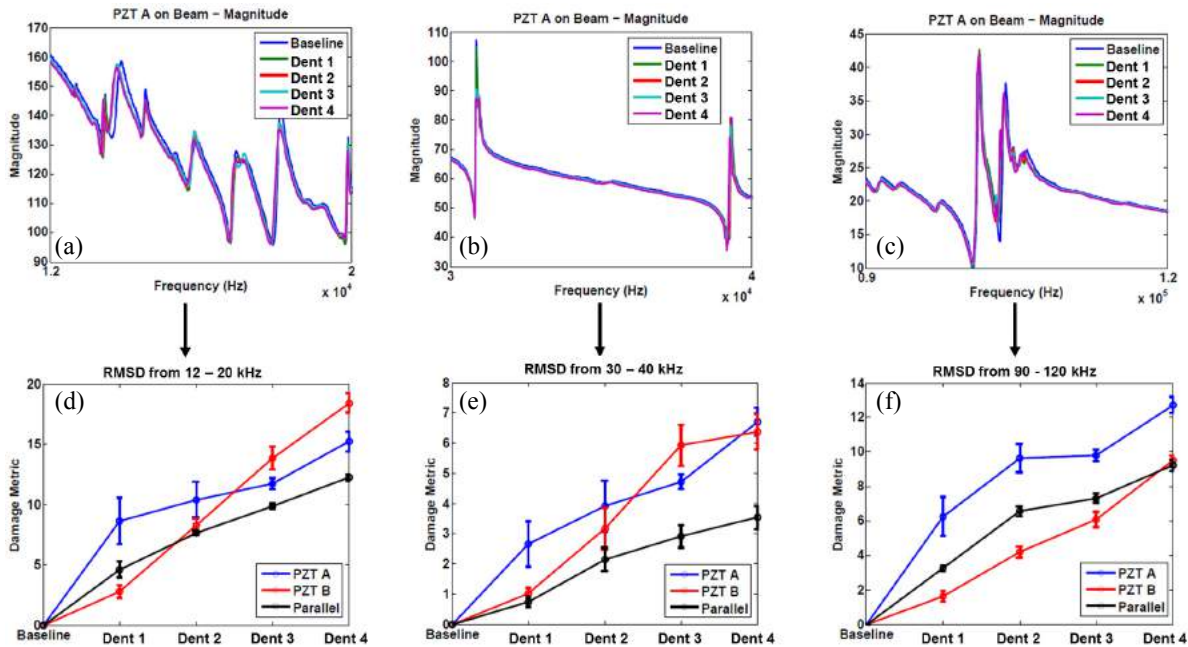 PZT A on Beam – Magnitude
170
160
150
140
130
120
110
100
90
Magnitude
Baseline
Dent 1
Dent 2
Dent 3
Dent 4
(a)
1.2
2
x 10⁴
Frequency (Hz)
PZT A on Beam – Magnitude
110
100
90
80
70
60
50
40
30
Magnitude
Baseline
Dent 1
Dent 2
Dent 3
Dent 4
(b)
3
4
x 10⁴
Frequency (Hz)
PZT A on Beam – Magnitude
45
40
35
30
25
20
15
10
Magnitude
Baseline
Dent 1
Dent 2
Dent 3
Dent 4
(c)
0.9
1.2
x 10⁵
Frequency (Hz)
RMSD from 12 – 20 kHz
(d)
20
15
10
5
0
Damage Metric
PZT A
PZT B
Parallel
Baseline
Dent 1
Dent 2
Dent 3
Dent 4
RMSD from 30 – 40 kHz
(e)
8
7
6
5
4
3
2
1
0
Damage Metric
PZT A
PZT B
Parallel
Baseline
Dent 1
Dent 2
Dent 3
Dent 4
RMSD from 90 - 120 kHz
(f)
14
12
10
8
6
4
2
0
Damage Metric
PZT A
PZT B
Parallel
Baseline
Dent 1
Dent 2
Dent 3
Dent 4